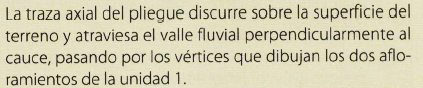 La traza axial del pliegue discurre sobre la superficie del
terreno y atraviesa el valle fluvial perpendicularmente al
cauce, pasando por los vértices que dibujan los dos aflo-
ramientos de la unidad 1.